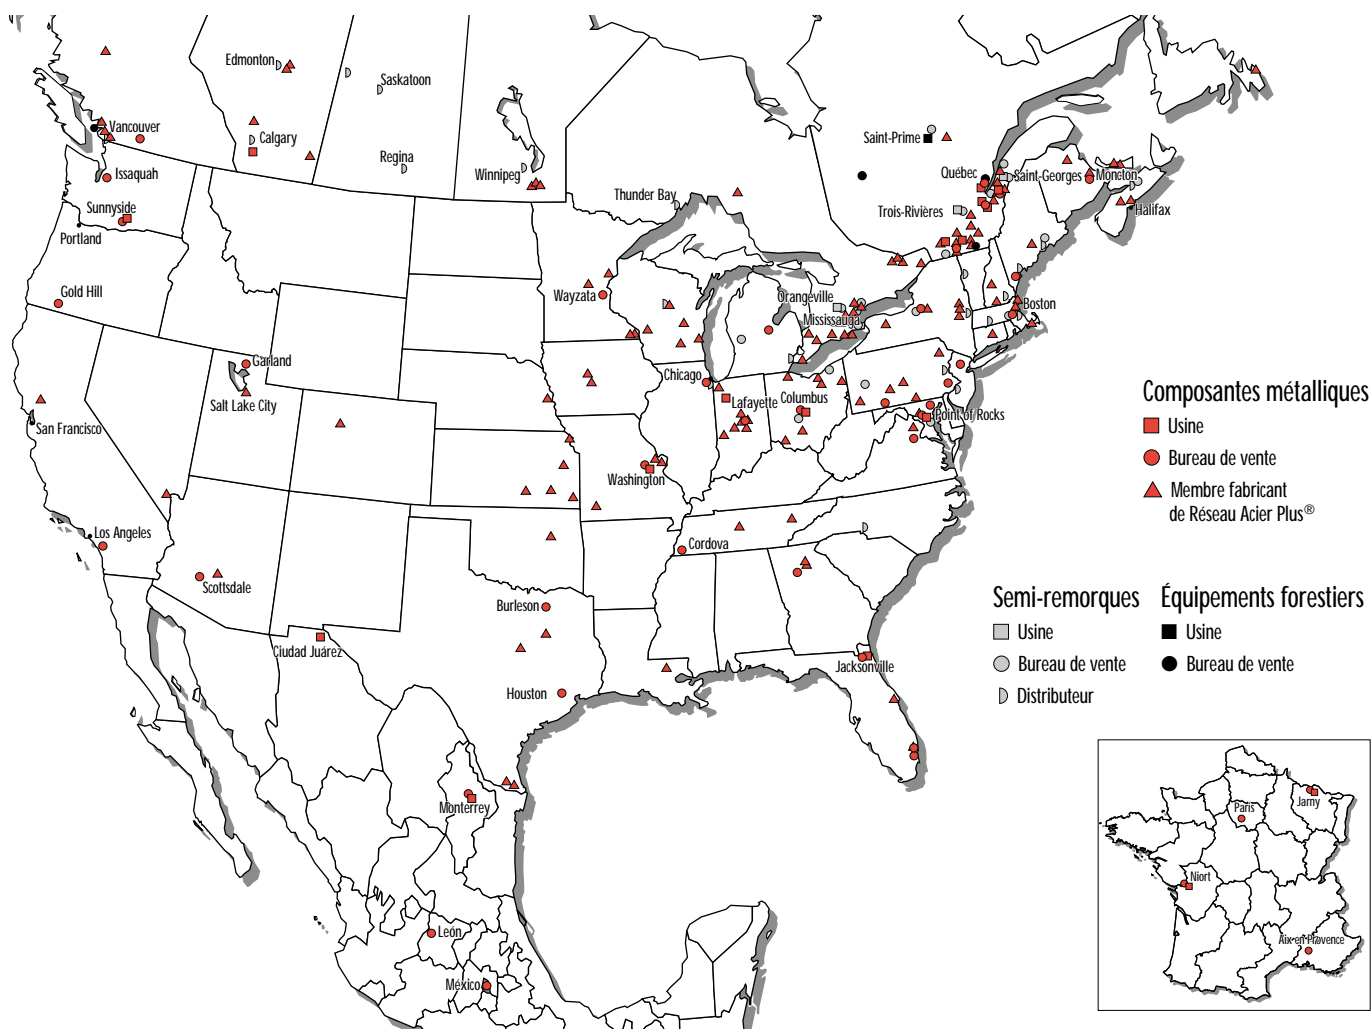 Edmonton
Saskatoon
Vancouver
Calgary
Saint-Prime
Regina
Winnipeg
Issaquah
Québec
Saint-Georges
Moncton
Thunder Bay
Sunnyside
Trois-Rivières
Halifax
Portland
Gold Hill
Wayzata
Orangeville
Boston
Mississauga
Garland
Chicago
Salt Lake City
Lafayette
Columbus
Point of Rocks
San Francisco
Washington
Los Angeles
Cordova
Scottsdale
Burleson
Ciudad Juárez
Jacksonville
Houston
Monterrey
León
México
Composantes métalliques
Usine
Bureau de vente
Membre fabricant
de Réseau Acier Plus®
Semi-remorques
Usine
Bureau de vente
Distributeur
Équipements forestiers
Usine
Bureau de vente
Jarny
Paris
Niort
Aix en Provence